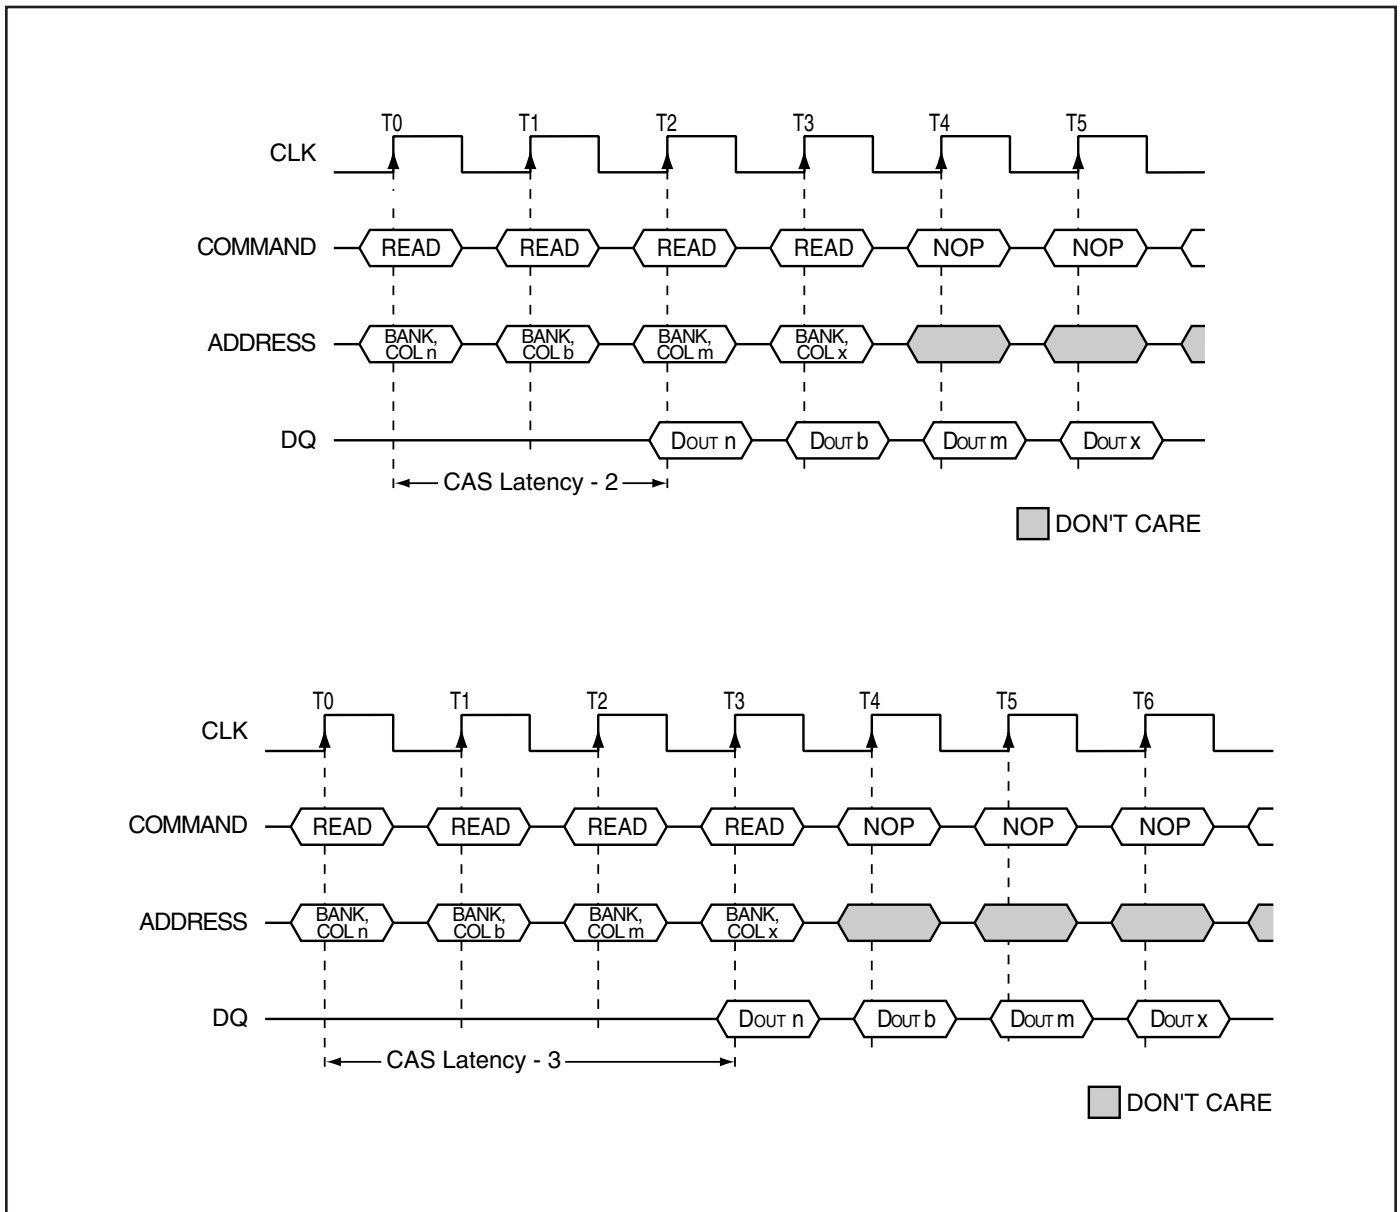 T0 T1 T2 T3 T4 T5
CLK
COMMAND READ READ READ READ NOP NOP
ADDRESS BANK, COL n BANK, COL b BANK, COL m BANK, COL x
DQ DOUT n DOUT b DOUT m DOUT x
CAS Latency - 2
DON'T CARE
T0 T1 T2 T3 T4 T5 T6
CLK
COMMAND READ READ READ READ NOP NOP NOP
ADDRESS BANK, COL n BANK, COL b BANK, COL m BANK, COL x
DQ DOUT n DOUT b DOUT m DOUT x
CAS Latency - 3
DON'T CARE